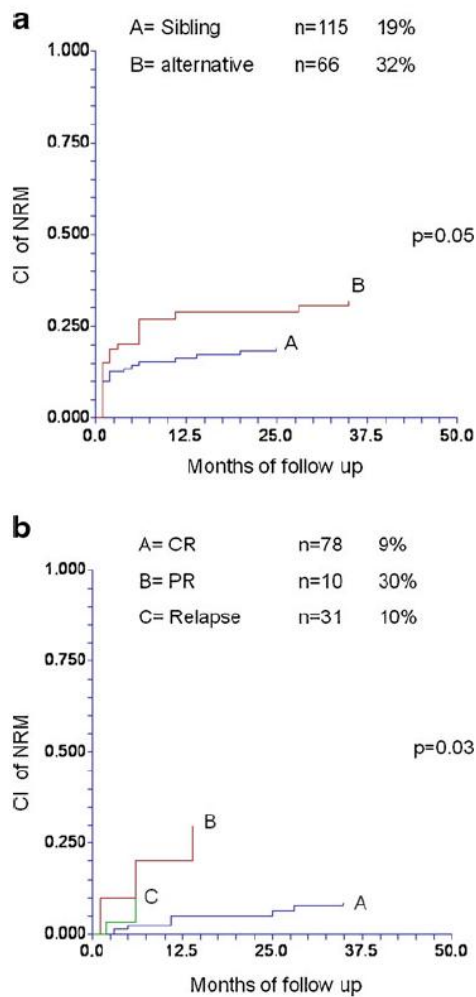 a
A= Sibling n=115 19%
B= alternative n=66 32%
1.000
0.750
0.500
0.250
0.000
CI of NRM
p=0.05
B
A
0.0 12.5 25.0 37.5 50.0
Months of follow up
b
A= CR n=78 9%
B= PR n=10 30%
C= Relapse n=31 10%
1.000
0.750
0.500
0.250
0.000
CI of NRM
p=0.03
B
C
A
0.0 12.5 25.0 37.5 50.0
Months of follow up